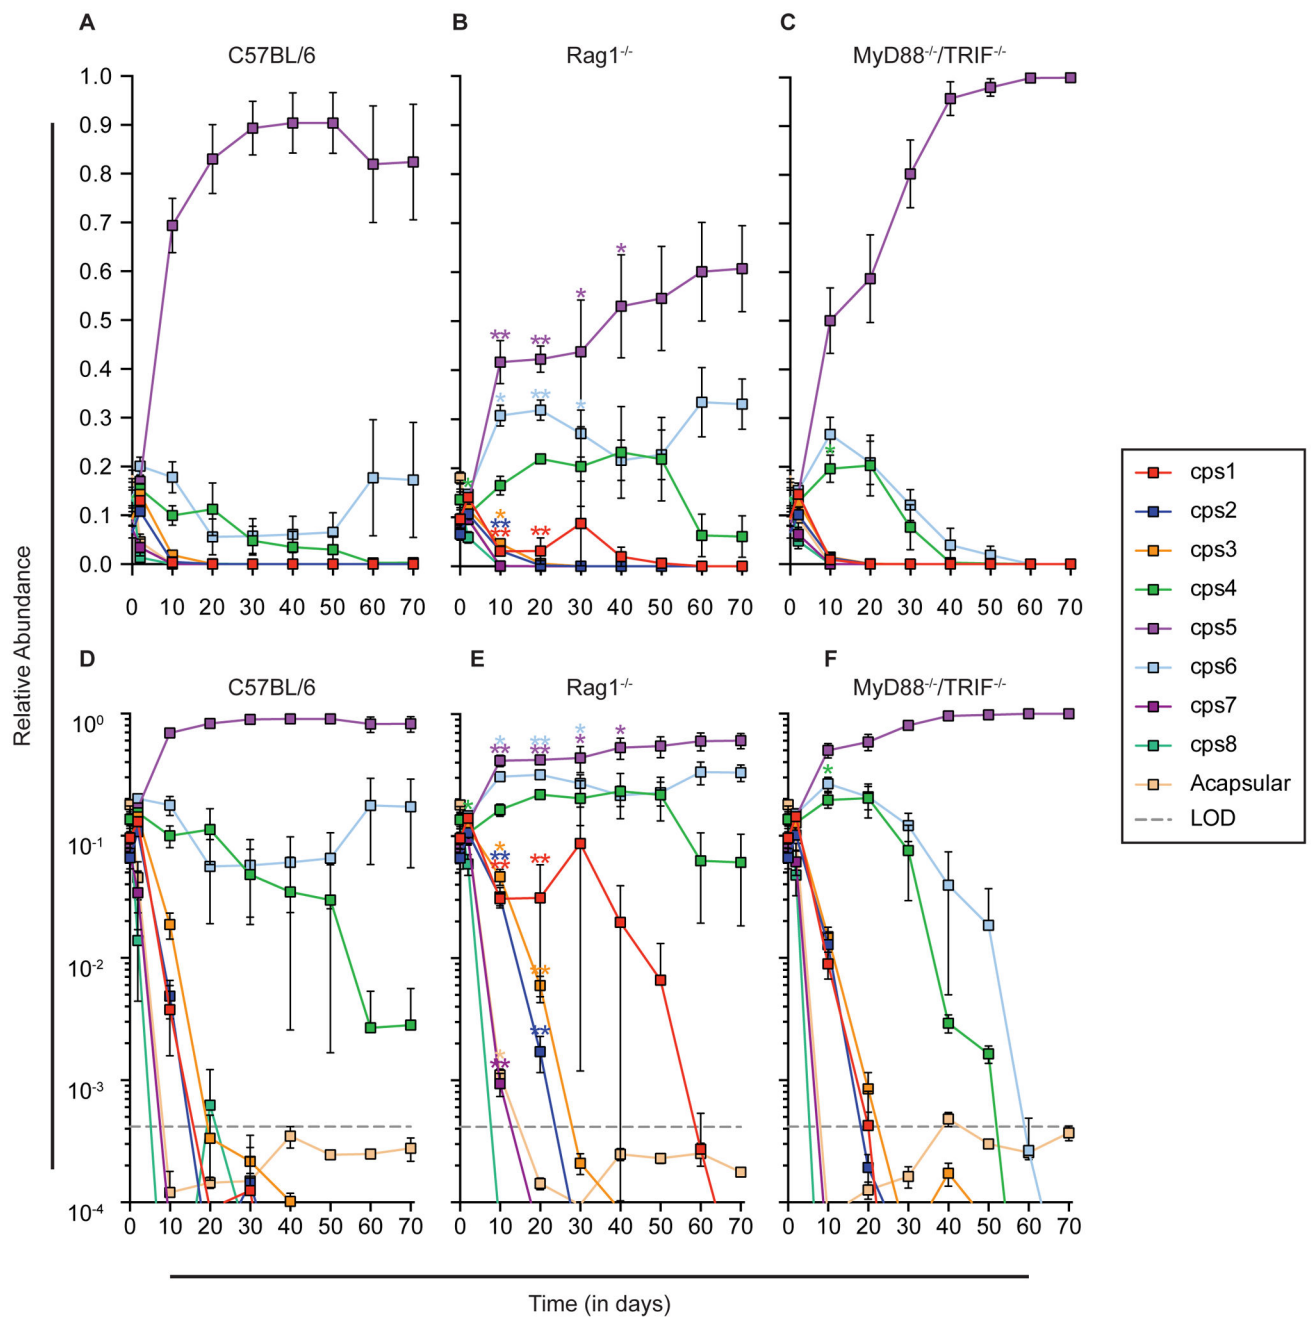 A B C
C57BL/6 Rag1-/- MyD88-/-/TRIF-/-
1.0
0.9
0.8
0.7
0.6
0.5
0.4
0.3
0.2
0.1
0.0
** ** * *
* ** *
* * ** ** **
*
0 10 20 30 40 50 60 70 0 10 20 30 40 50 60 70 0 10 20 30 40 50 60 70
Relative Abundance
cps1
cps2
cps3
cps4
cps5
cps6
cps7
cps8
Acapsular
LOD
D E F
C57BL/6 Rag1-/- MyD88-/-/TRIF-/-
10^0
10^-1
10^-2
10^-3
10^-4
* ** *
** ** * *
* * ** ** **
** **
* **
*
0 10 20 30 40 50 60 70 0 10 20 30 40 50 60 70 0 10 20 30 40 50 60 70
Time (in days)